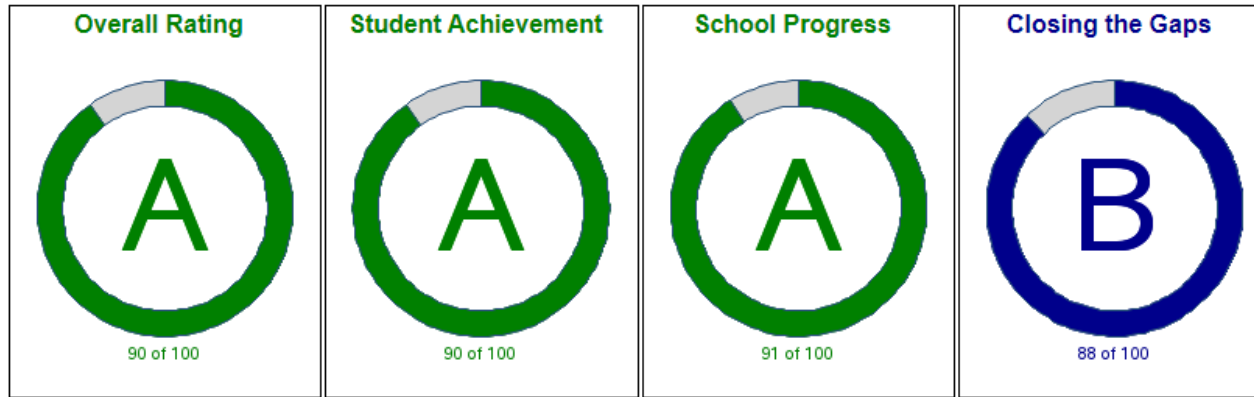 Overall Rating
A
90 of 100
Student Achievement
A
90 of 100
School Progress
A
91 of 100
Closing the Gaps
B
88 of 100